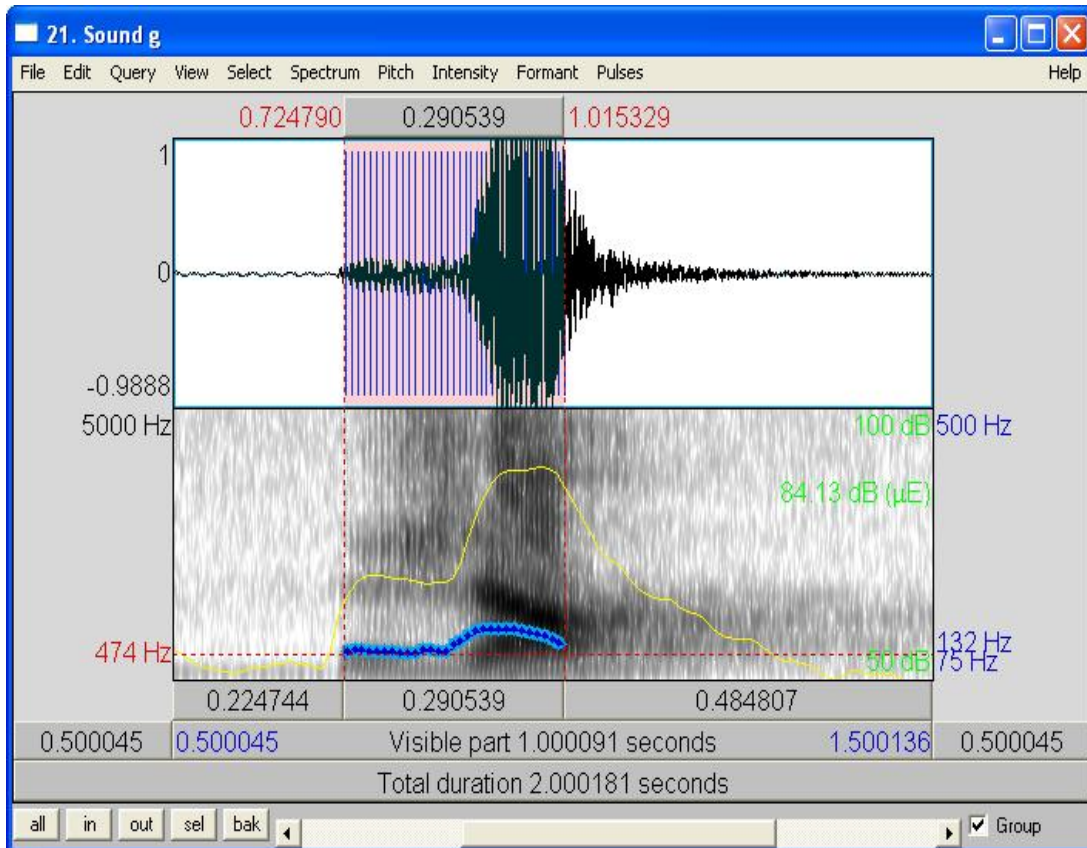 21. Sound g
File Edit Query View Select Spectrum Pitch Intensity Formant Pulses Help
0.724790 0.290539 1.015329
1
0
-0.9888
5000 Hz 100 dB 500 Hz
84.13 dB (µE)
474 Hz 132 Hz
50 dB 75 Hz
0.224744 0.290539 0.484807
0.500045 0.500045 Visible part 1.000091 seconds 1.500136 0.500045
Total duration 2.000181 seconds
all in out sel bak Group